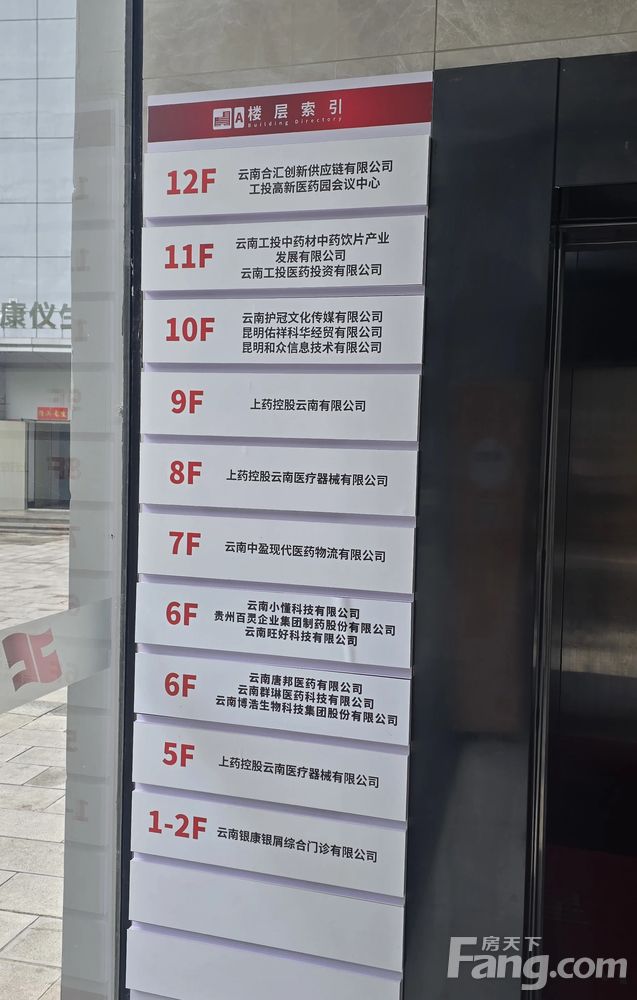 A 楼层索引
Building Directory
12F
云南合汇创新供应链有限公司
工投高新医药园会议中心
11F
云南工投中药材中药饮片产业
发展有限公司
云南工投医药投资有限公司
10F
云南护冠文化传媒有限公司
昆明佑祥科华经贸有限公司
昆明和众信息技术有限公司
9F
上药控股云南有限公司
8F
上药控股云南医疗器械有限公司
7F
云南中盈现代医药物流有限公司
6F
云南小懂科技有限公司
贵州百灵企业集团制药股份有限公司
云南旺好科技有限公司
6F
云南唐邦医药有限公司
云南群琳医药科技有限公司
云南博浩生物科技集团股份有限公司
5F
上药控股云南医疗器械有限公司
1-2F
云南银康银屑综合门诊有限公司
康仪生
房天下
Fang.com